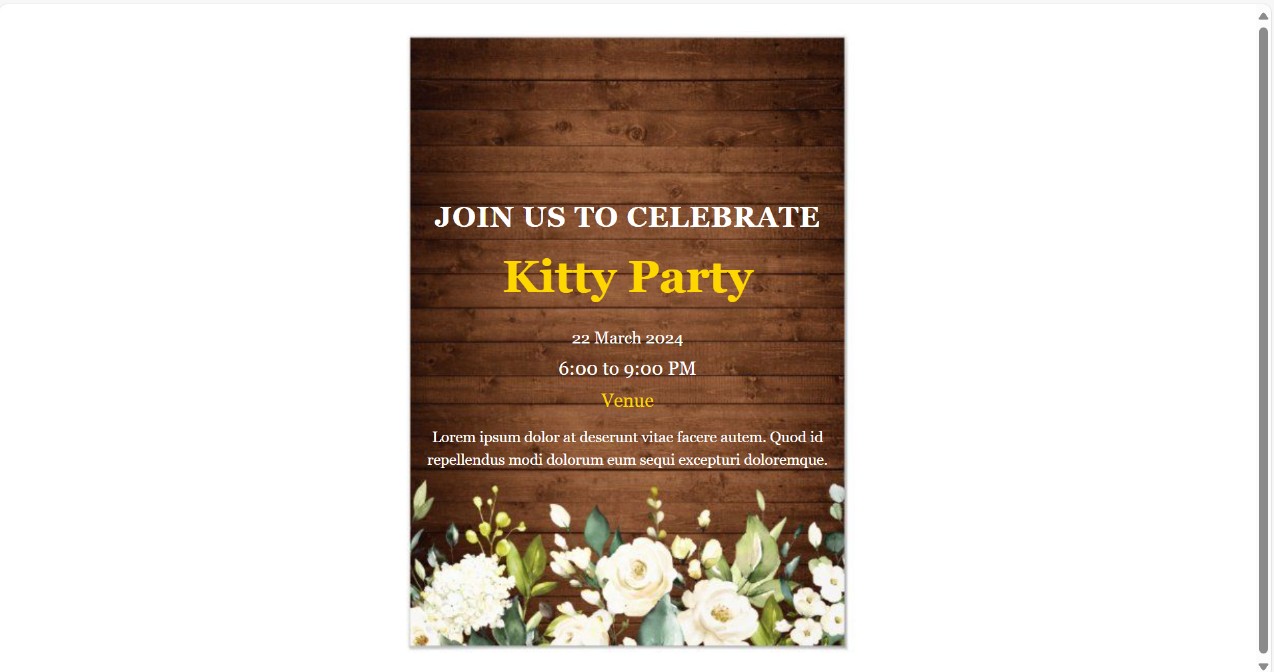 JOIN US TO CELEBRATE
Kitty Party
22 March 2024
6:00 to 9:00 PM
Venue
Lorem ipsum dolor at deserunt vitae facere autem. Quod id
repellendus modi dolorum eum sequi excepturi doloremque.